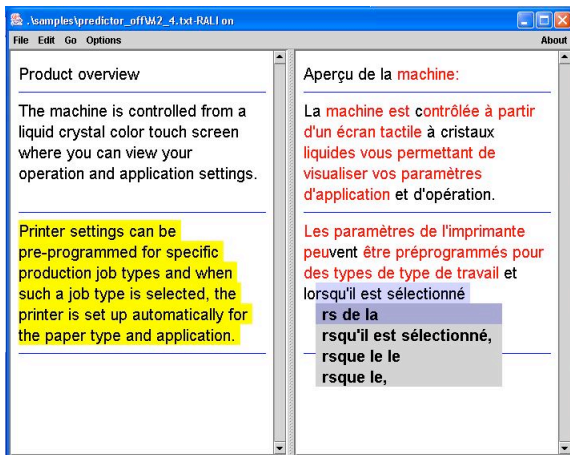 .\samples\predictor_off\M2_4.txt-RALI on
File Edit Go Options About
Product overview
The machine is controlled from a
liquid crystal color touch screen
where you can view your
operation and application settings.
Printer settings can be
pre-programmed for specific
production job types and when
such a job type is selected, the
printer is set up automatically for
the paper type and application.
Aperçu de la machine:
La machine est contrôlée à partir
d'un écran tactile à cristaux
liquides vous permettant de
visualiser vos paramètres
d'application et d'opération.
Les paramètres de l'imprimante
peuvent être préprogrammés pour
des types de type de travail et
lorsqu'il est sélectionné
rs de la
rsqu'il est sélectionné,
rsque le le
rsque le,